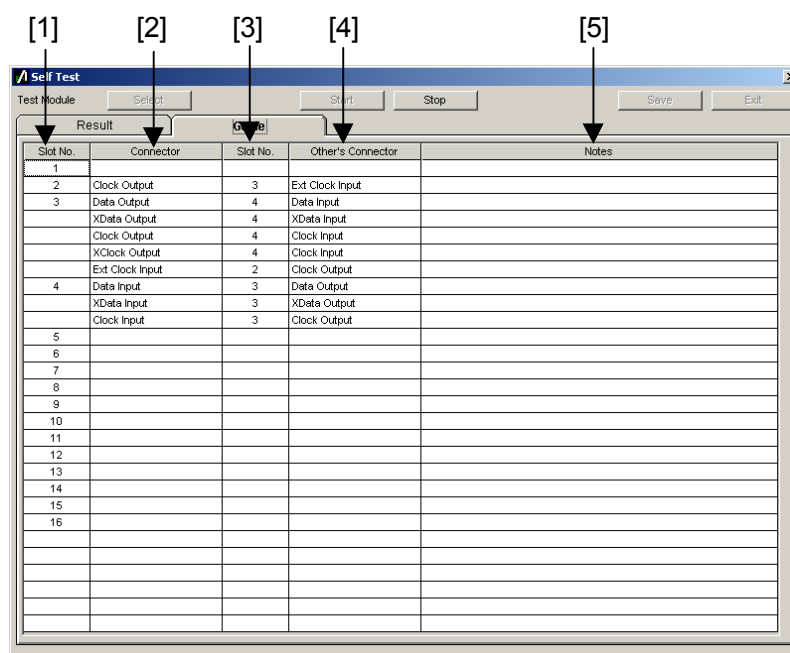 [1] [2] [3] [4] [5]
Self Test
Test Module Select Start Stop Save Exit
Result Guide
Slot No. Connector Slot No. Other's Connector Notes
1
2 Clock Output 3 Ext Clock Input
3 Data Output 4 Data Input
XData Output 4 XData Input
Clock Output 4 Clock Input
XClock Output 4 Clock Input
Ext Clock Input 2 Clock Output
4 Data Input 3 Data Output
XData Input 3 XData Output
Clock Input 3 Clock Output
5
6
7
8
9
10
11
12
13
14
15
16